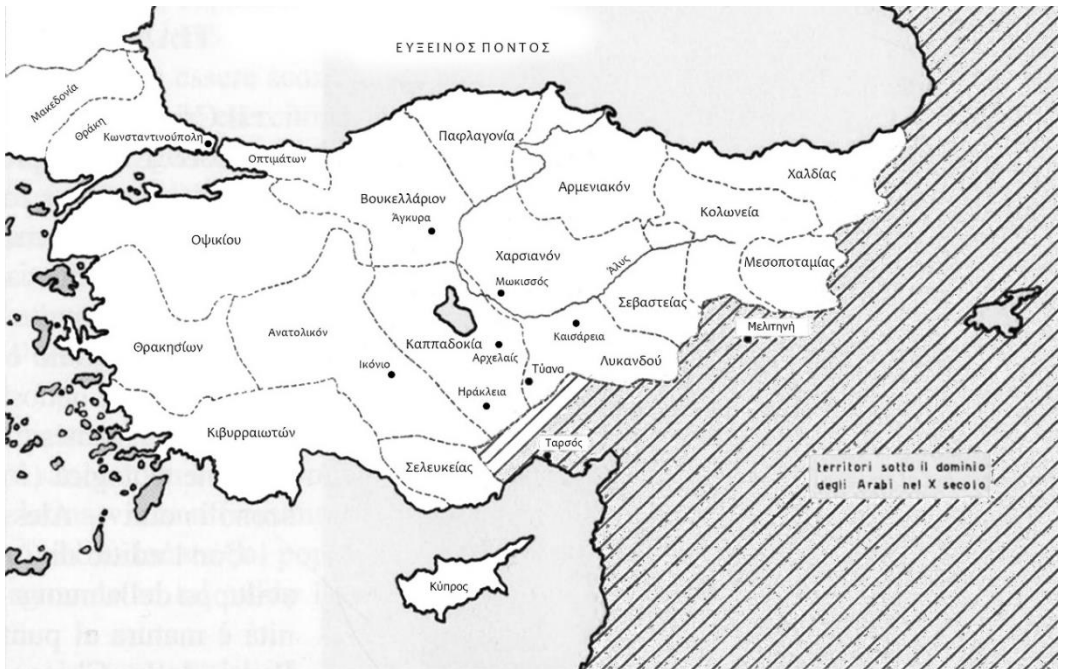 ΕΥΞΕΙΝΟΣ ΠΟΝΤΟΣ
Μακεδονία
Θράκη
Κωνσταντινούπολη
Οπτιμάτων
Παφλαγονία
Βουκελλάριον
Άγκυρα
Αρμενιακόν
Χαλδίας
Κολωνεία
Οψικίου
Χαρσιανόν
Άλυς
Μεσοποταμίας
Μωκισσός
Σεβαστείας
Μελιτηνή
Θρακησίων
Ανατολικόν
Καππαδοκία
Αρχελαίς
Καισάρεια
Λυκανδού
Ικόνιο
Τύανα
Ηράκλεια
Κιβυρραιωτών
Σελευκείας
Ταρσός
territori sotto il dominio
degli Arabi nel X secolo
Κύπρος